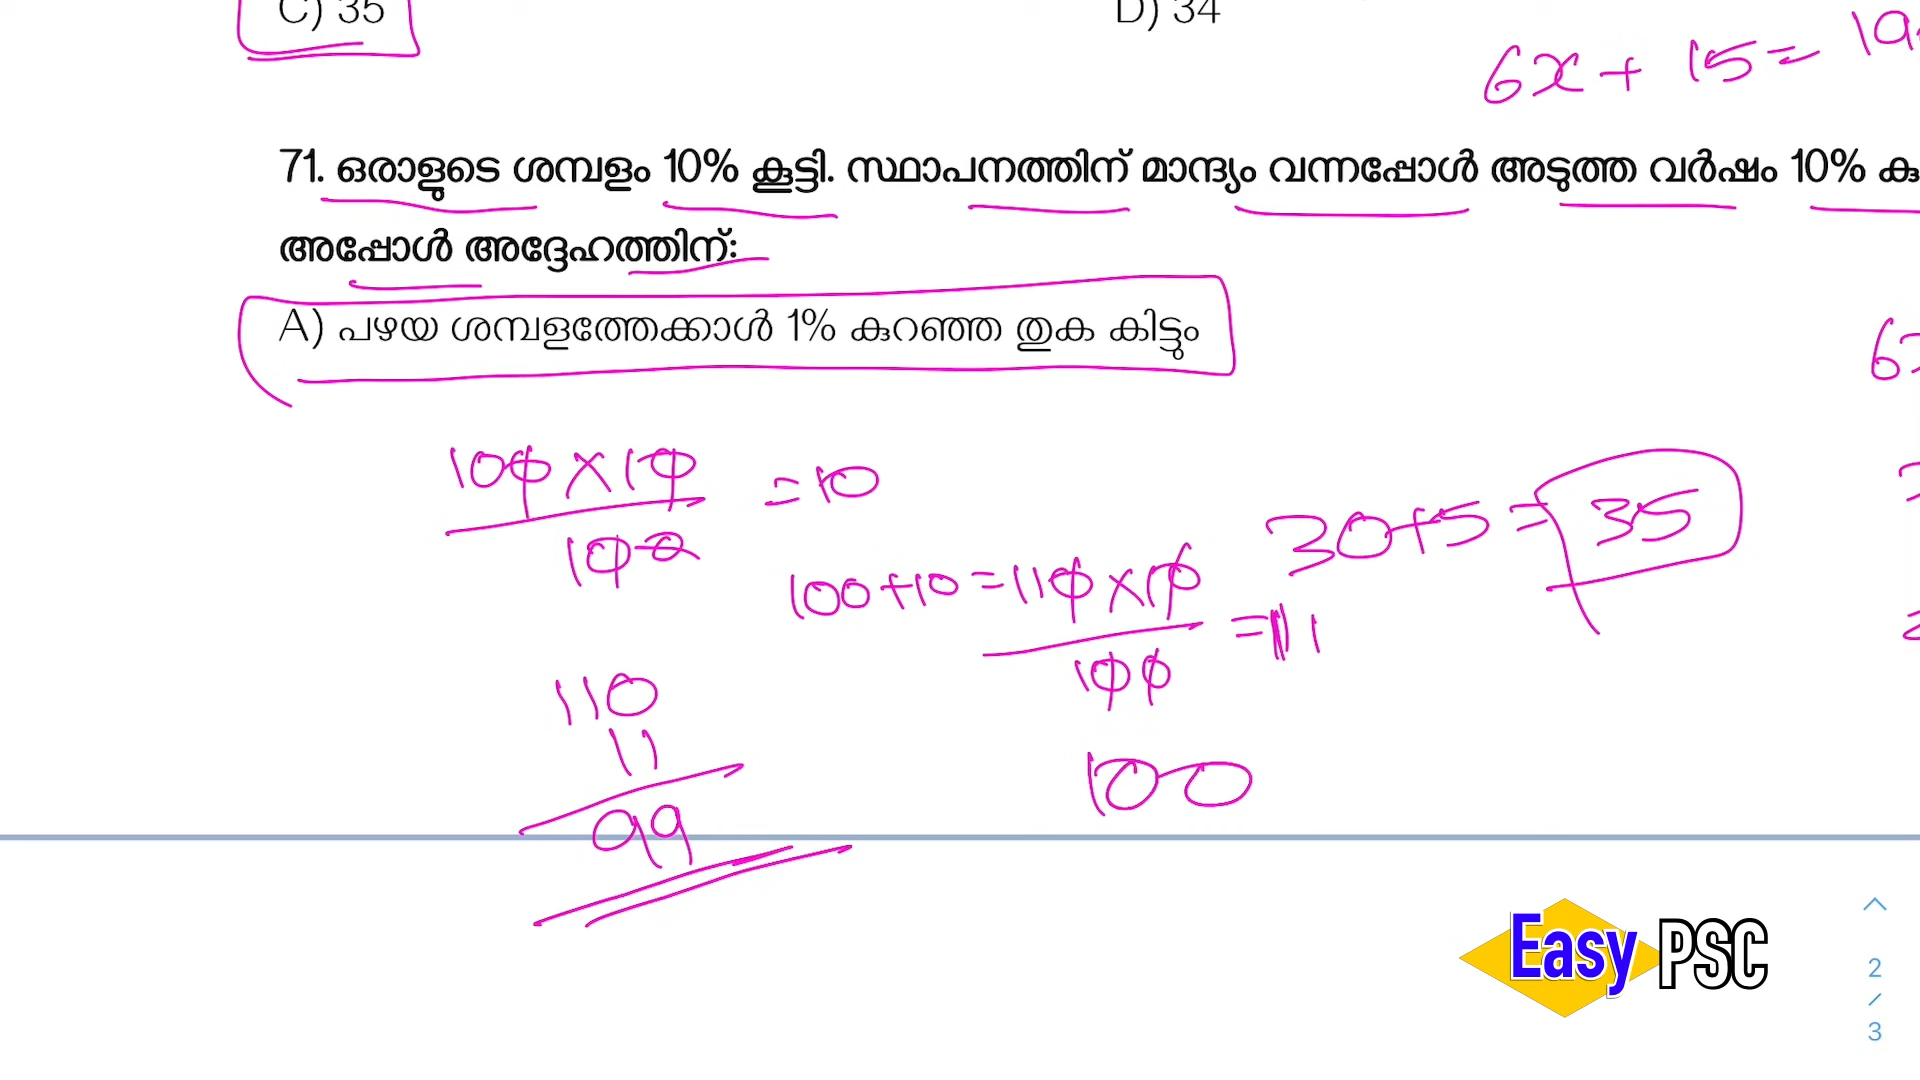 C) 35
D) 34
6x + 15 =
71. ഒരാളുടെ ശമ്പളം 10% കൂട്ടി. സ്ഥാപനത്തിന് മാന്ദ്യം വന്നപ്പോൾ അടുത്ത വർഷം 10%
അപ്പോൾ അദ്ദേഹത്തിന്:
A) പഴയ ശമ്പളത്തേക്കാൾ 1% കുറഞ്ഞ തുക കിട്ടും
100 × 10 = 10
100
30+5 = 35
100+10 = 110 × 10 = 11
100
110
11
99
100
Easy PSC
2
/
3